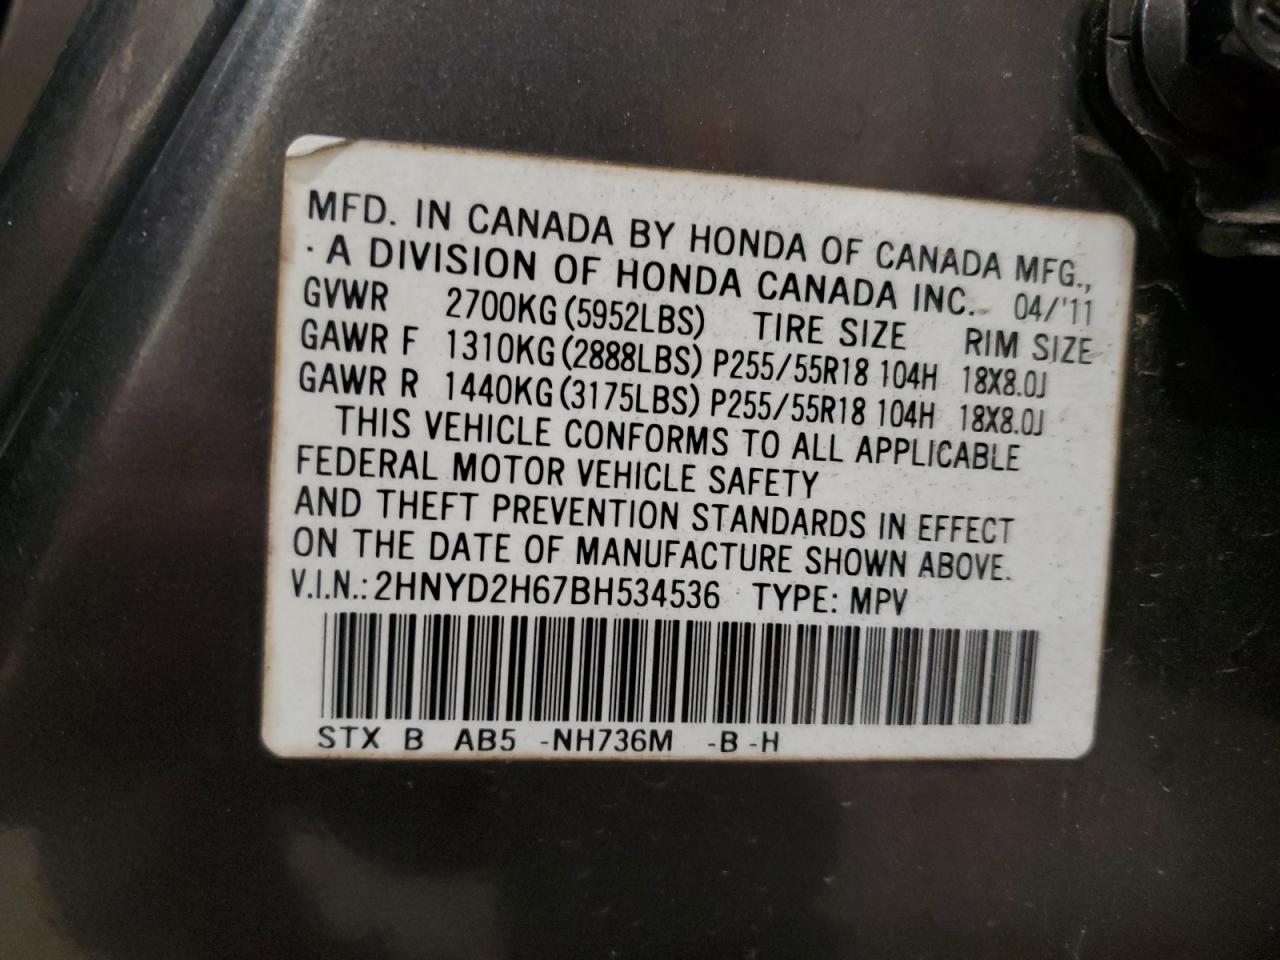 MFD. IN CANADA BY HONDA OF CANADA MFG.,
· A DIVISION OF HONDA CANADA INC. 04/'11
GVWR 2700KG (5952LBS) TIRE SIZE RIM SIZE
GAWR F 1310KG (2888LBS) P255/55R18 104H 18X8.0J
GAWR R 1440KG (3175LBS) P255/55R18 104H 18X8.0J
THIS VEHICLE CONFORMS TO ALL APPLICABLE
FEDERAL MOTOR VEHICLE SAFETY
AND THEFT PREVENTION STANDARDS IN EFFECT
ON THE DATE OF MANUFACTURE SHOWN ABOVE.
V.I.N.: 2HNYD2H67BH534536 TYPE: MPV
STX B AB5 -NH736M -B -H